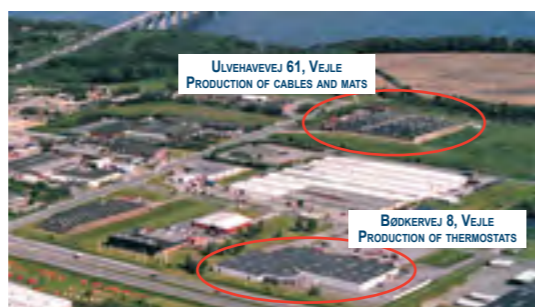 Ulvehavevej 61, Vejle
Production of cables and mats
Bødkervej 8, Vejle
Production of thermostats